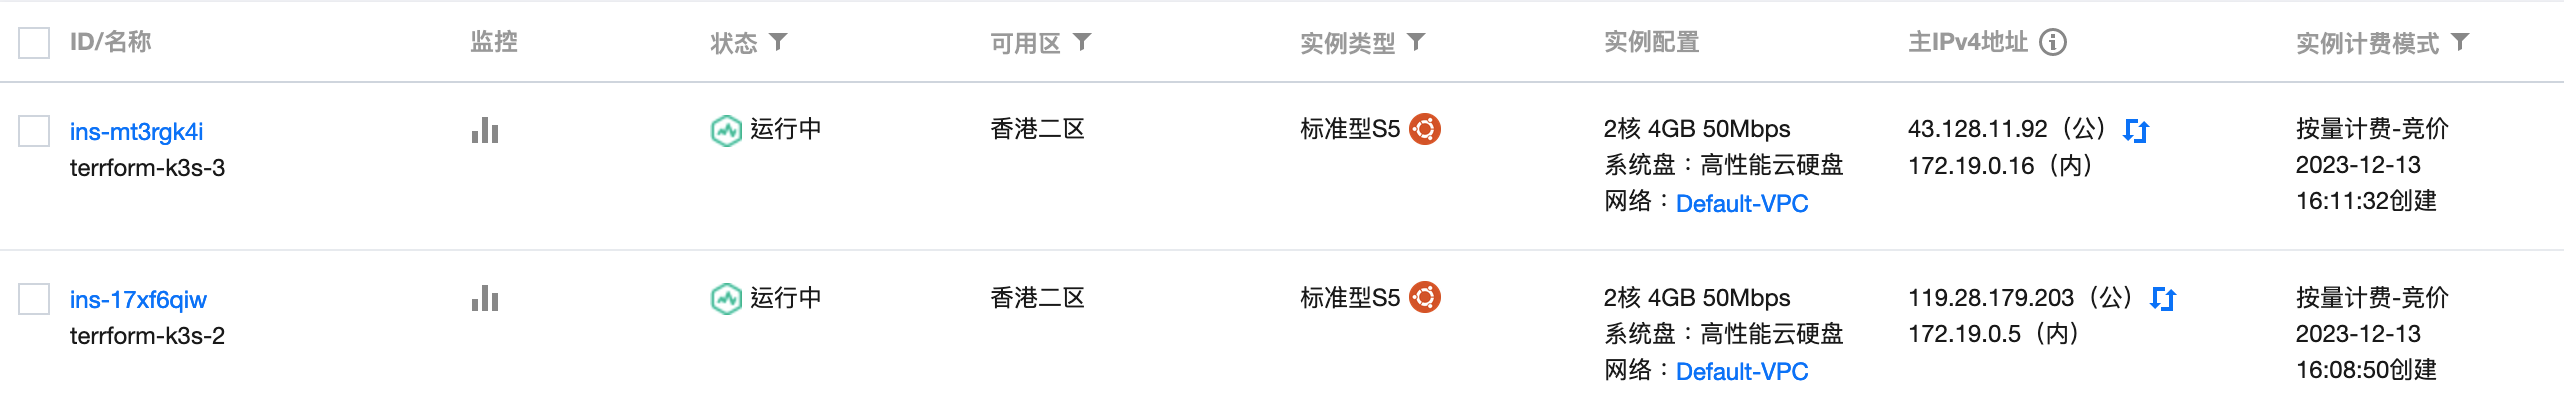 ID/名称 监控 状态 可用区 实例类型 实例配置 主IPv4地址 实例计费模式
ins-mt3rgk4i 运行中 香港二区 标准型S5 2核 4GB 50Mbps 43.128.11.92（公） 按量计费-竞价
terrform-k3s-3 系统盘：高性能云硬盘 172.19.0.16（内） 2023-12-13
网络：Default-VPC 16:11:32创建
ins-17xf6qiw 运行中 香港二区 标准型S5 2核 4GB 50Mbps 119.28.179.203（公） 按量计费-竞价
terrform-k3s-2 系统盘：高性能云硬盘 172.19.0.5（内） 2023-12-13
网络：Default-VPC 16:08:50创建